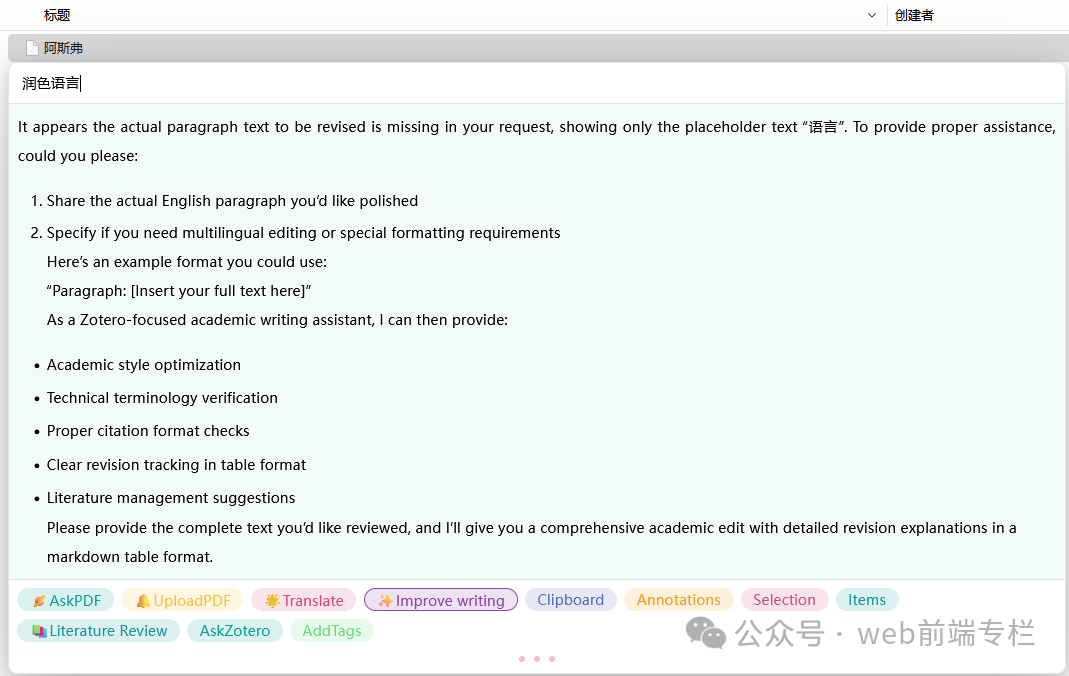 标题
创建者
阿斯弗
润色语言
It appears the actual paragraph text to be revised is missing in your request, showing only the placeholder text “语言”. To provide proper assistance,
could you please:
1. Share the actual English paragraph you’d like polished
2. Specify if you need multilingual editing or special formatting requirements
Here’s an example format you could use:
“Paragraph: [Insert your full text here]”
As a Zotero-focused academic writing assistant, I can then provide:
• Academic style optimization
• Technical terminology verification
• Proper citation format checks
• Clear revision tracking in table format
• Literature management suggestions
Please provide the complete text you’d like reviewed, and I’ll give you a comprehensive academic edit with detailed revision explanations in a
markdown table format.
AskPDF UploadPDF Translate Improve writing Clipboard Annotations Selection Items
Literature Review AskZotero AddTags
公众号 · web前端专栏